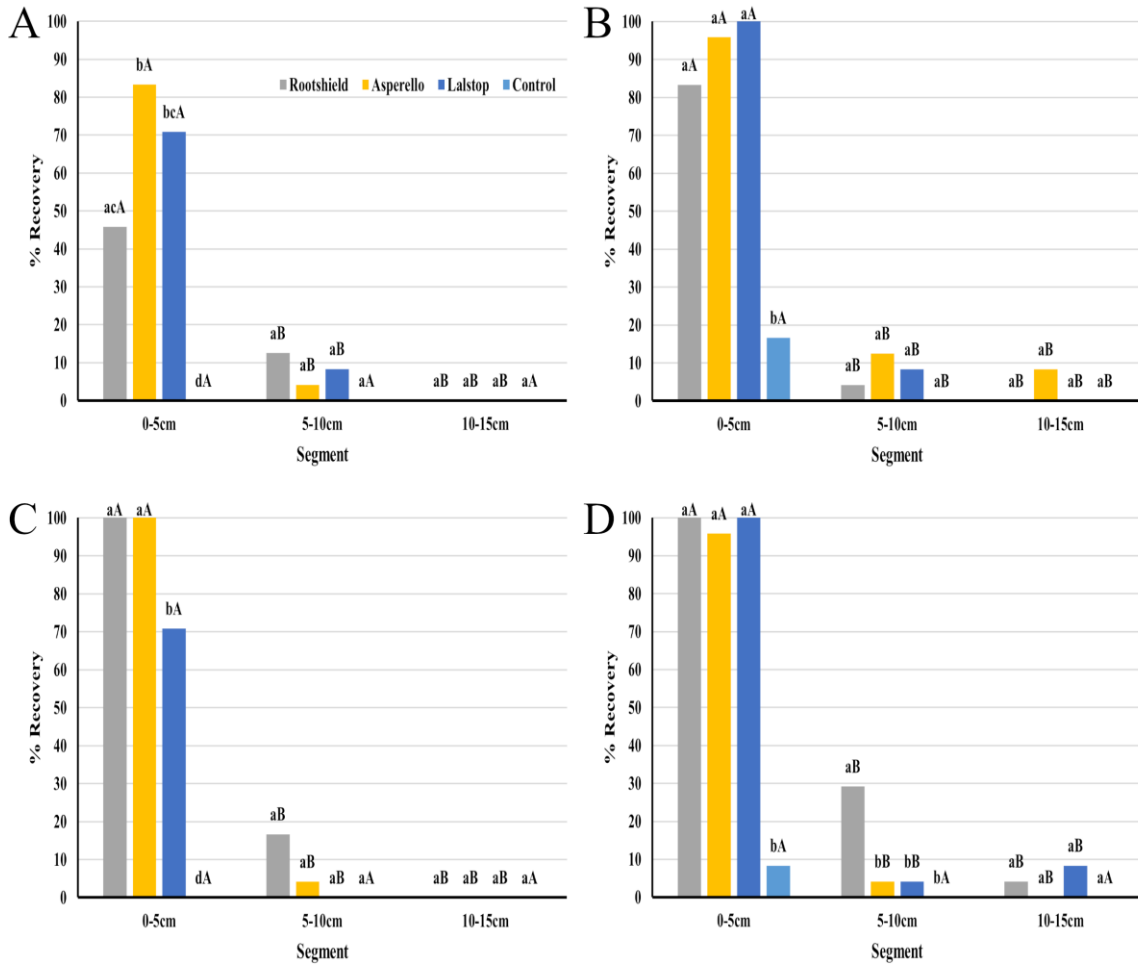 A
% Recovery
100
90
80
70
60
50
40
30
20
10
0
Rootshield Asperello Lalstop Control
acA bA bcA dA
aB aB aB aA
aB aB aB aA
0-5cm 5-10cm 10-15cm
Segment
B
% Recovery
100
90
80
70
60
50
40
30
20
10
0
aA aA aA bA
aB aB aB aB
aB aB aB aB
0-5cm 5-10cm 10-15cm
Segment
C
% Recovery
100
90
80
70
60
50
40
30
20
10
0
aA aA bA dA
aB aB aB aA
aB aB aB aA
0-5cm 5-10cm 10-15cm
Segment
D
% Recovery
100
90
80
70
60
50
40
30
20
10
0
aA aA aA bA
aB bB bB bA
aB aB aB aA
0-5cm 5-10cm 10-15cm
Segment